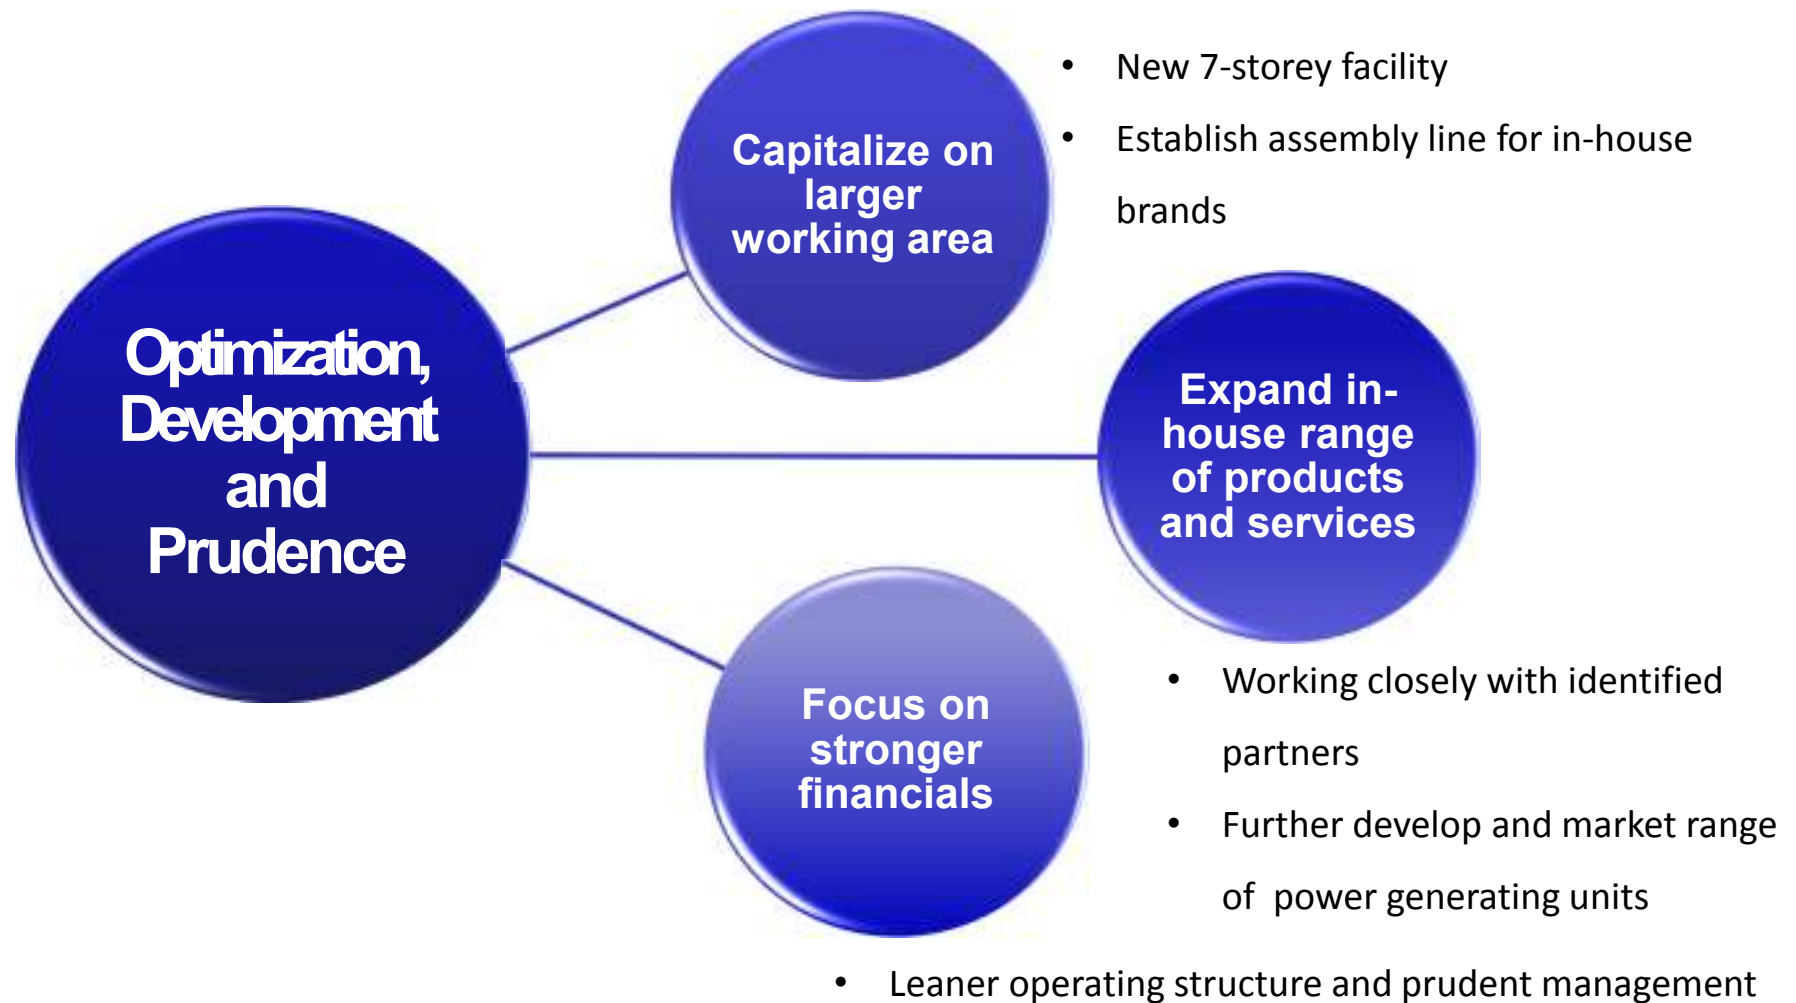 Optimization,
Development
and
Prudence
Capitalize on
larger
working area
• New 7-storey facility
• Establish assembly line for in-house
brands
Expand in-
house range
of products
and services
• Working closely with identified
partners
• Further develop and market range
of power generating units
Focus on
stronger
financials
• Leaner operating structure and prudent management